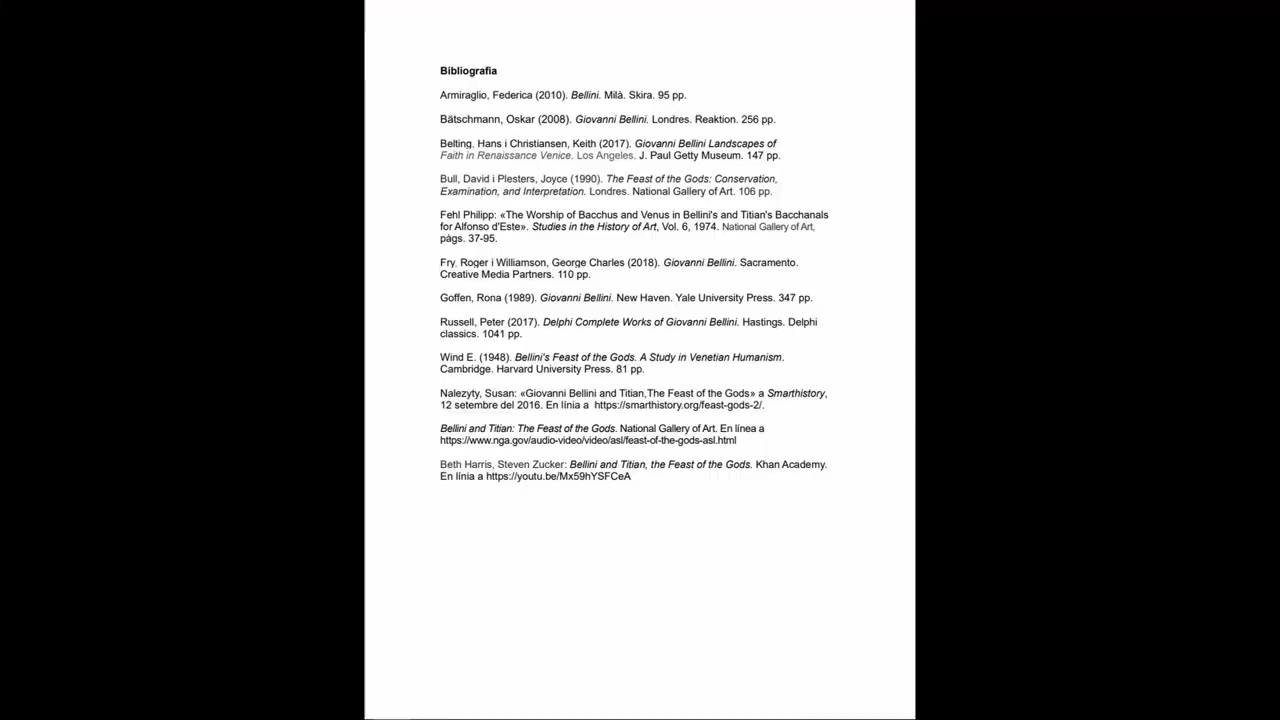 Bibliografia
Armiraglio, Federica (2010). Bellini. Milà. Skira. 95 pp.
Bätschmann, Oskar (2008). Giovanni Bellini. Londres. Reaktion. 256 pp.
Belting, Hans i Christiansen, Keith (2017). Giovanni Bellini Landscapes of
Faith in Renaissance Venice. Los Angeles. J. Paul Getty Museum. 147 pp.
Bull, David i Plesters, Joyce (1990). The Feast of the Gods: Conservation,
Examination, and Interpretation. Londres. National Gallery of Art. 106 pp.
Fehl Philipp: «The Worship of Bacchus and Venus in Bellini's and Titian's Bacchanals
for Alfonso d'Este». Studies in the History of Art, Vol. 6, 1974. National Gallery of Art,
pàgs. 37-95.
Fry, Roger i Williamson, George Charles (2018). Giovanni Bellini. Sacramento.
Creative Media Partners. 110 pp.
Goffen, Rona (1989). Giovanni Bellini. New Haven. Yale University Press. 347 pp.
Russell, Peter (2017). Delphi Complete Works of Giovanni Bellini. Hastings. Delphi
classics. 1041 pp.
Wind E. (1948). Bellini's Feast of the Gods. A Study in Venetian Humanism.
Cambridge. Harvard University Press. 81 pp.
Nalezyty, Susan: «Giovanni Bellini and Titian,The Feast of the Gods» a Smarthistory,
12 setembre del 2016. En línia a https://smarthistory.org/feast-gods-2/.
Bellini and Titian: The Feast of the Gods. National Gallery of Art. En línea a
https://www.nga.gov/audio-video/video/asl/feast-of-the-gods-asl.html
Beth Harris, Steven Zucker: Bellini and Titian, the Feast of the Gods. Khan Academy.
En línia a https://youtu.be/Mx59hYSFCeA